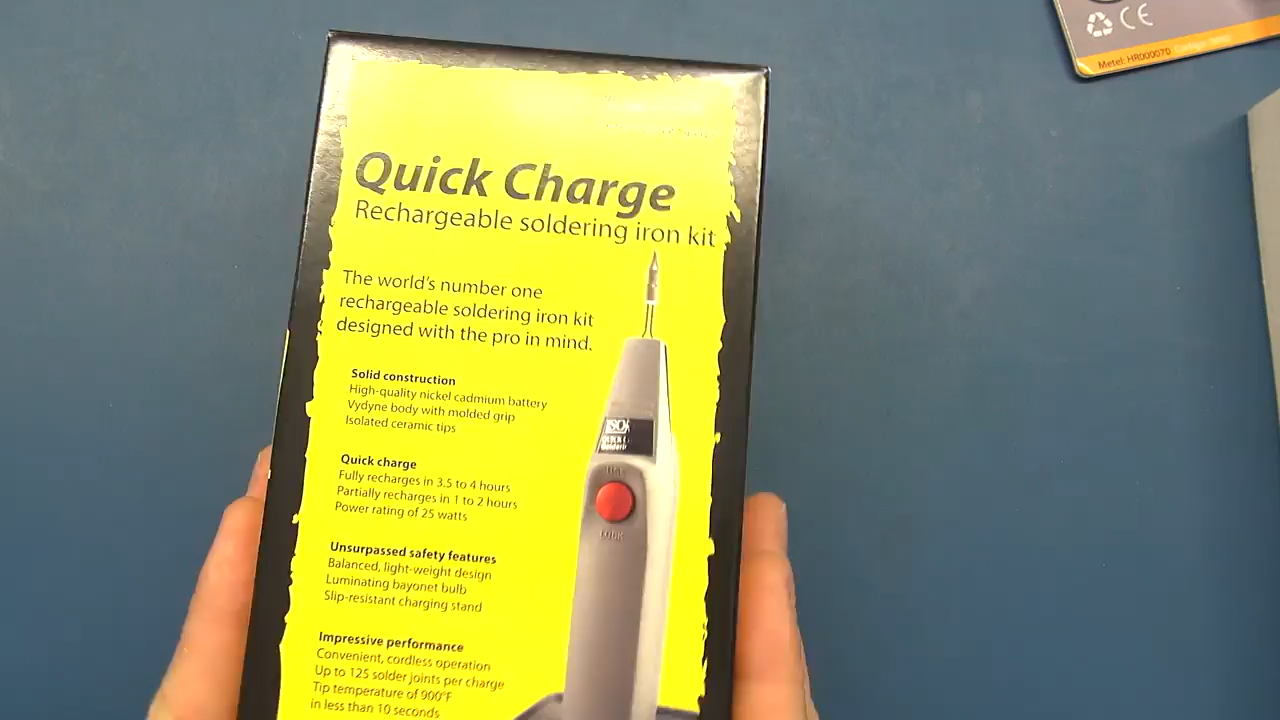 Metel: HR000070
Quick Charge
Rechargeable soldering iron kit
The world's number one
rechargeable soldering iron kit
designed with the pro in mind.
Solid construction
High-quality nickel cadmium battery
Vydyne body with molded grip
Isolated ceramic tips
Quick charge
Fully recharges in 3.5 to 4 hours
Partially recharges in 1 to 2 hours
Power rating of 25 watts
Unsurpassed safety features
Balanced, light-weight design
Luminating bayonet bulb
Slip-resistant charging stand
Impressive performance
Convenient, cordless operation
Up to 125 solder joints per charge
Tip temperature of 900°F
in less than 10 seconds
LOCK